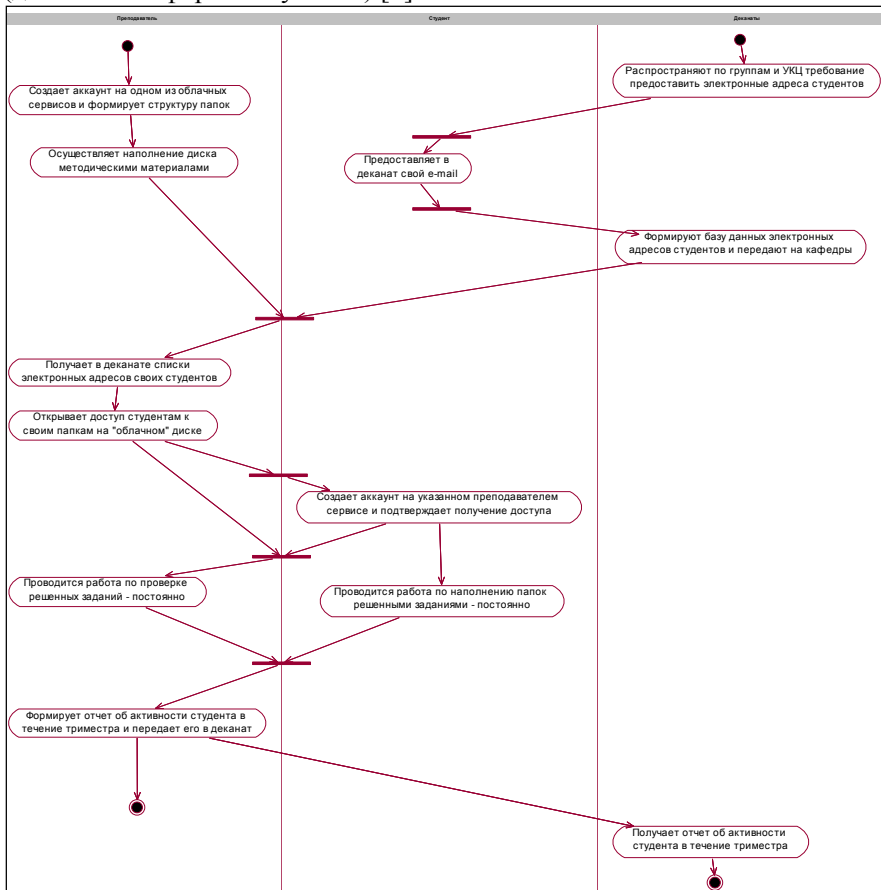 Преподаватель
Студент
Деканаты
Создает аккаунт на одном из облачных
сервисов и формирует структуру папок
Распространяют по группам и УКЦ требование
предоставить электронные адреса студентов
Осуществляет наполнение диска
методическими материалами
Предоставляет в
деканат свой e-mail
Формируют базу данных электронных
адресов студентов и передают на кафедры
Получает в деканате списки
электронных адресов своих студентов
Открывает доступ студентам к
своим папкам на "облачном" диске
Создает аккаунт на указанном преподавателем
сервисе и подтверждает получение доступа
Проводится работа по проверке
решенных заданий - постоянно
Проводится работа по наполнению папок
решенными заданиями - постоянно
Формирует отчет об активности студента в
течение триместра и передает его в деканат
Получает отчет об активности
студента в течение триместра